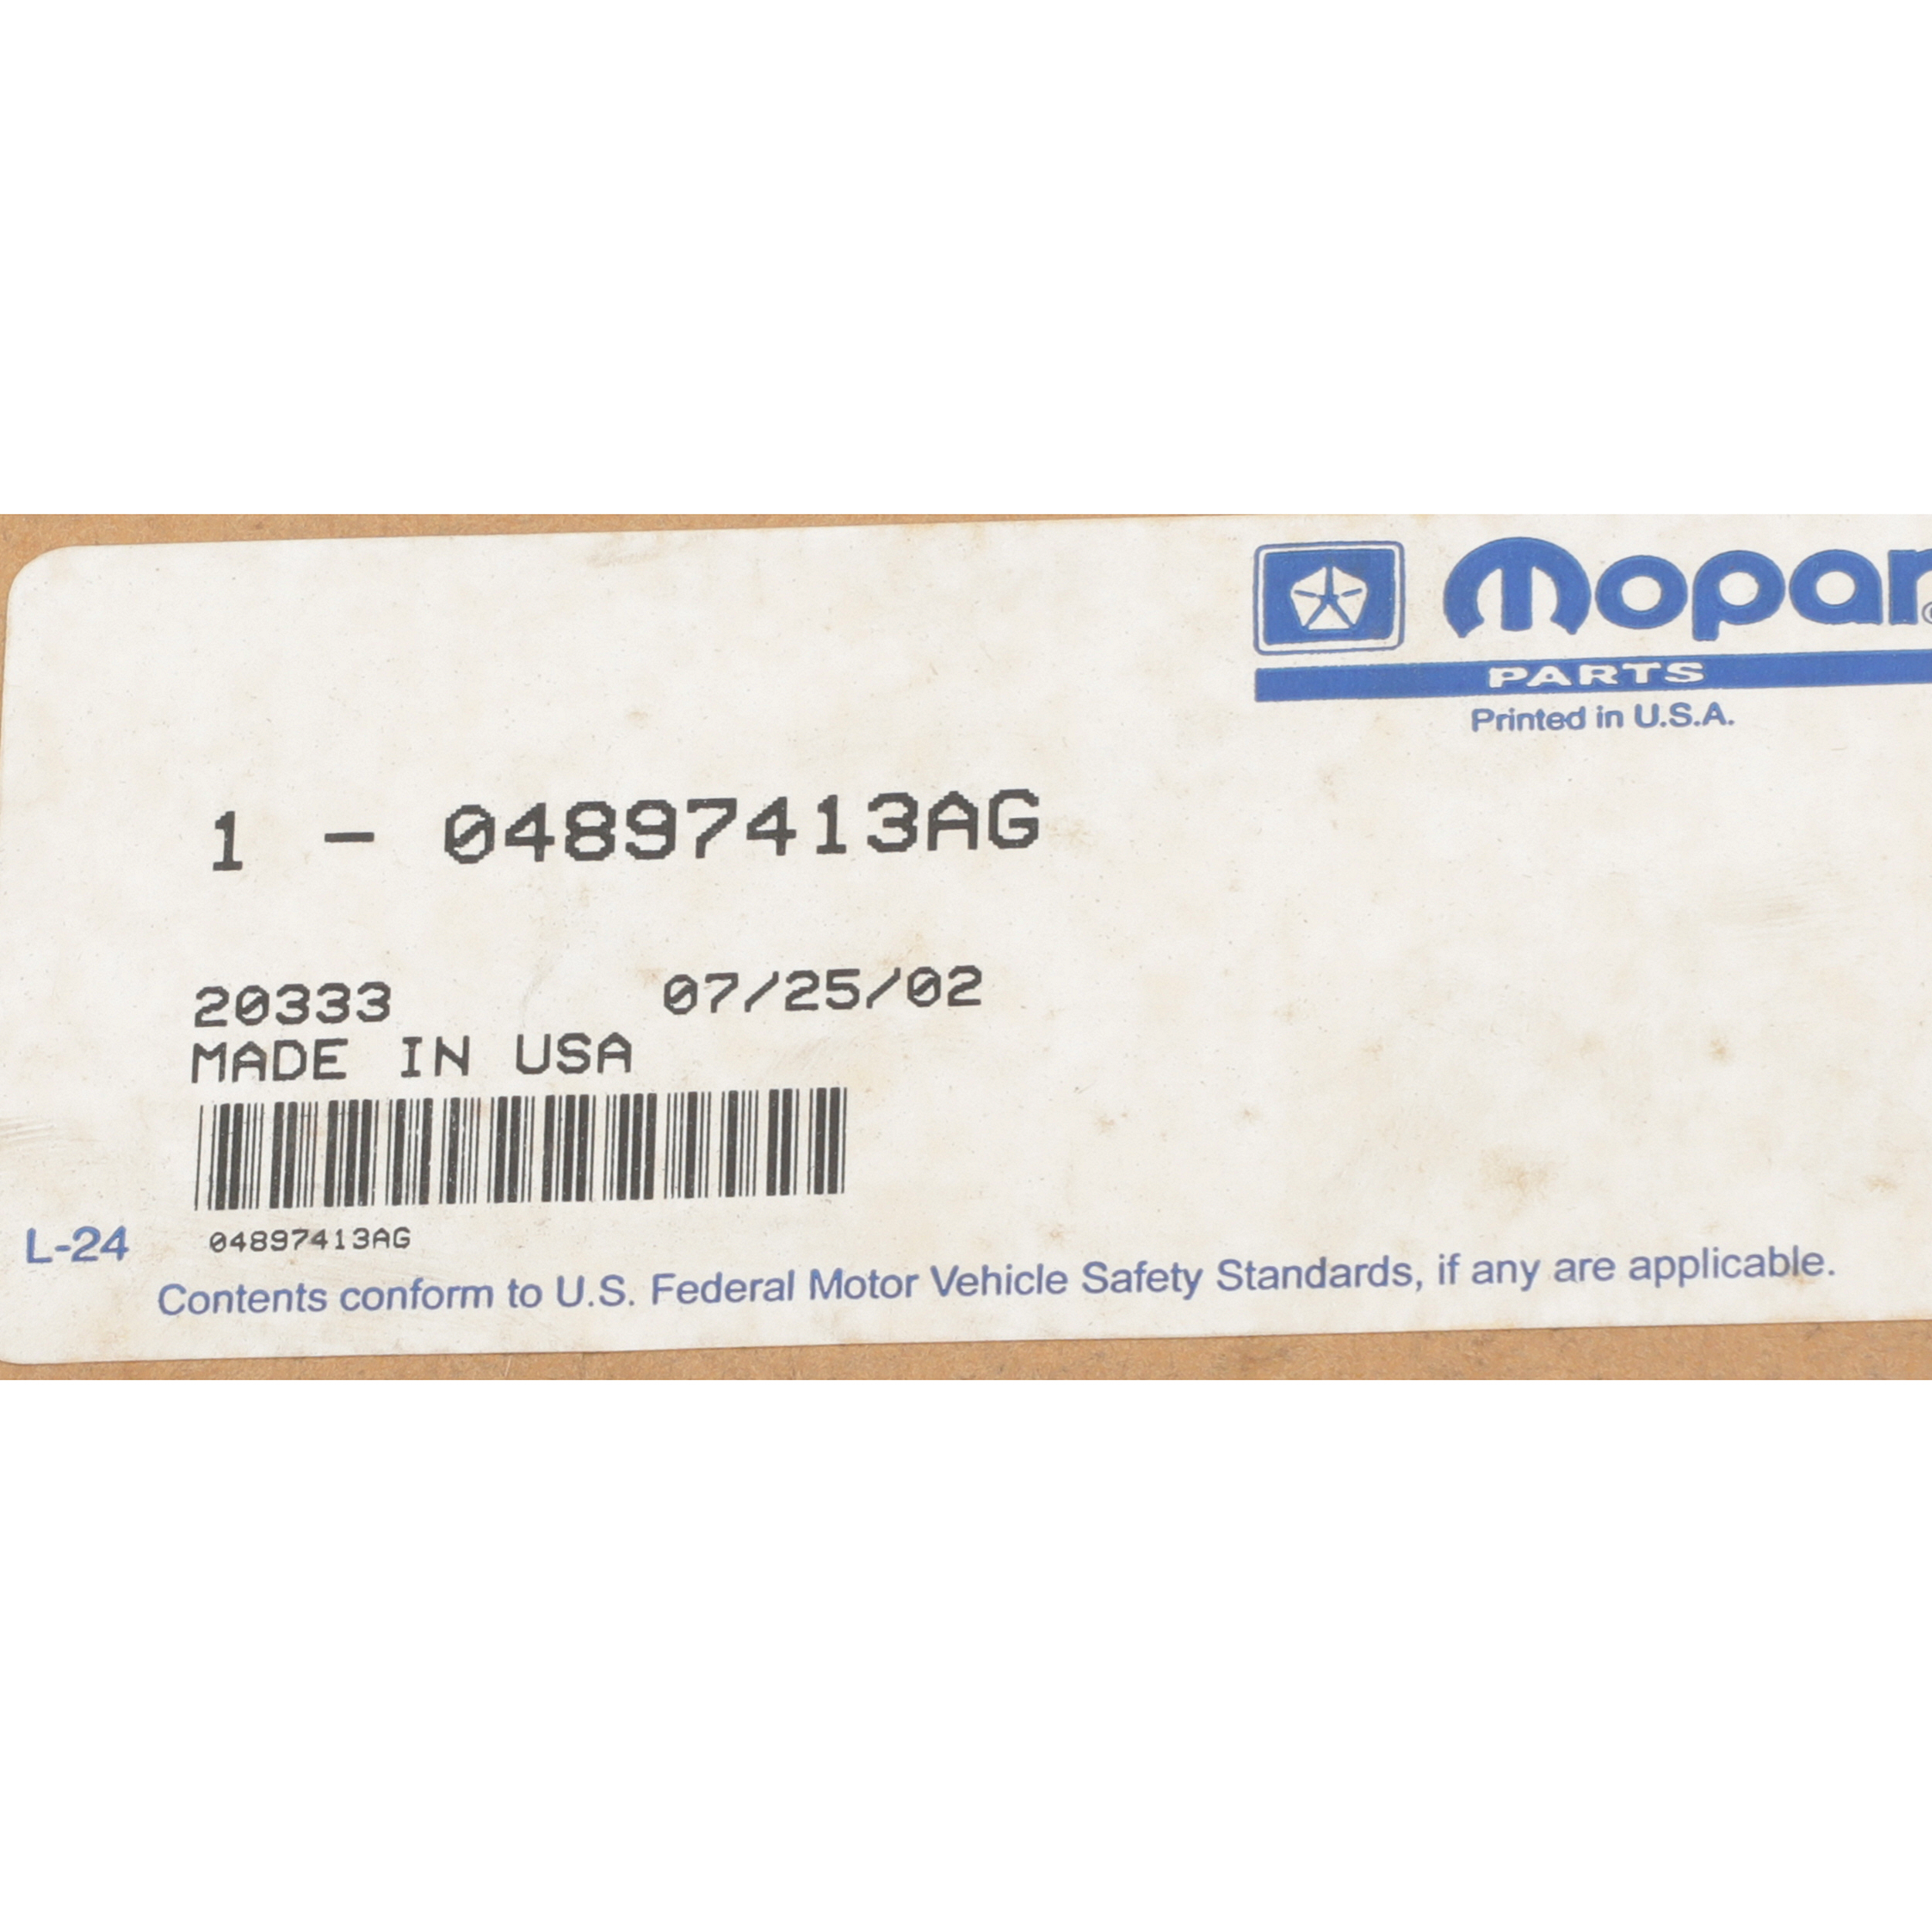 Mopar
PARTS
Printed in U.S.A.
1 - 04897413AG
20333 07/25/02
MADE IN USA
04897413AG
L-24
Contents conform to U.S. Federal Motor Vehicle Safety Standards, if any are applicable.